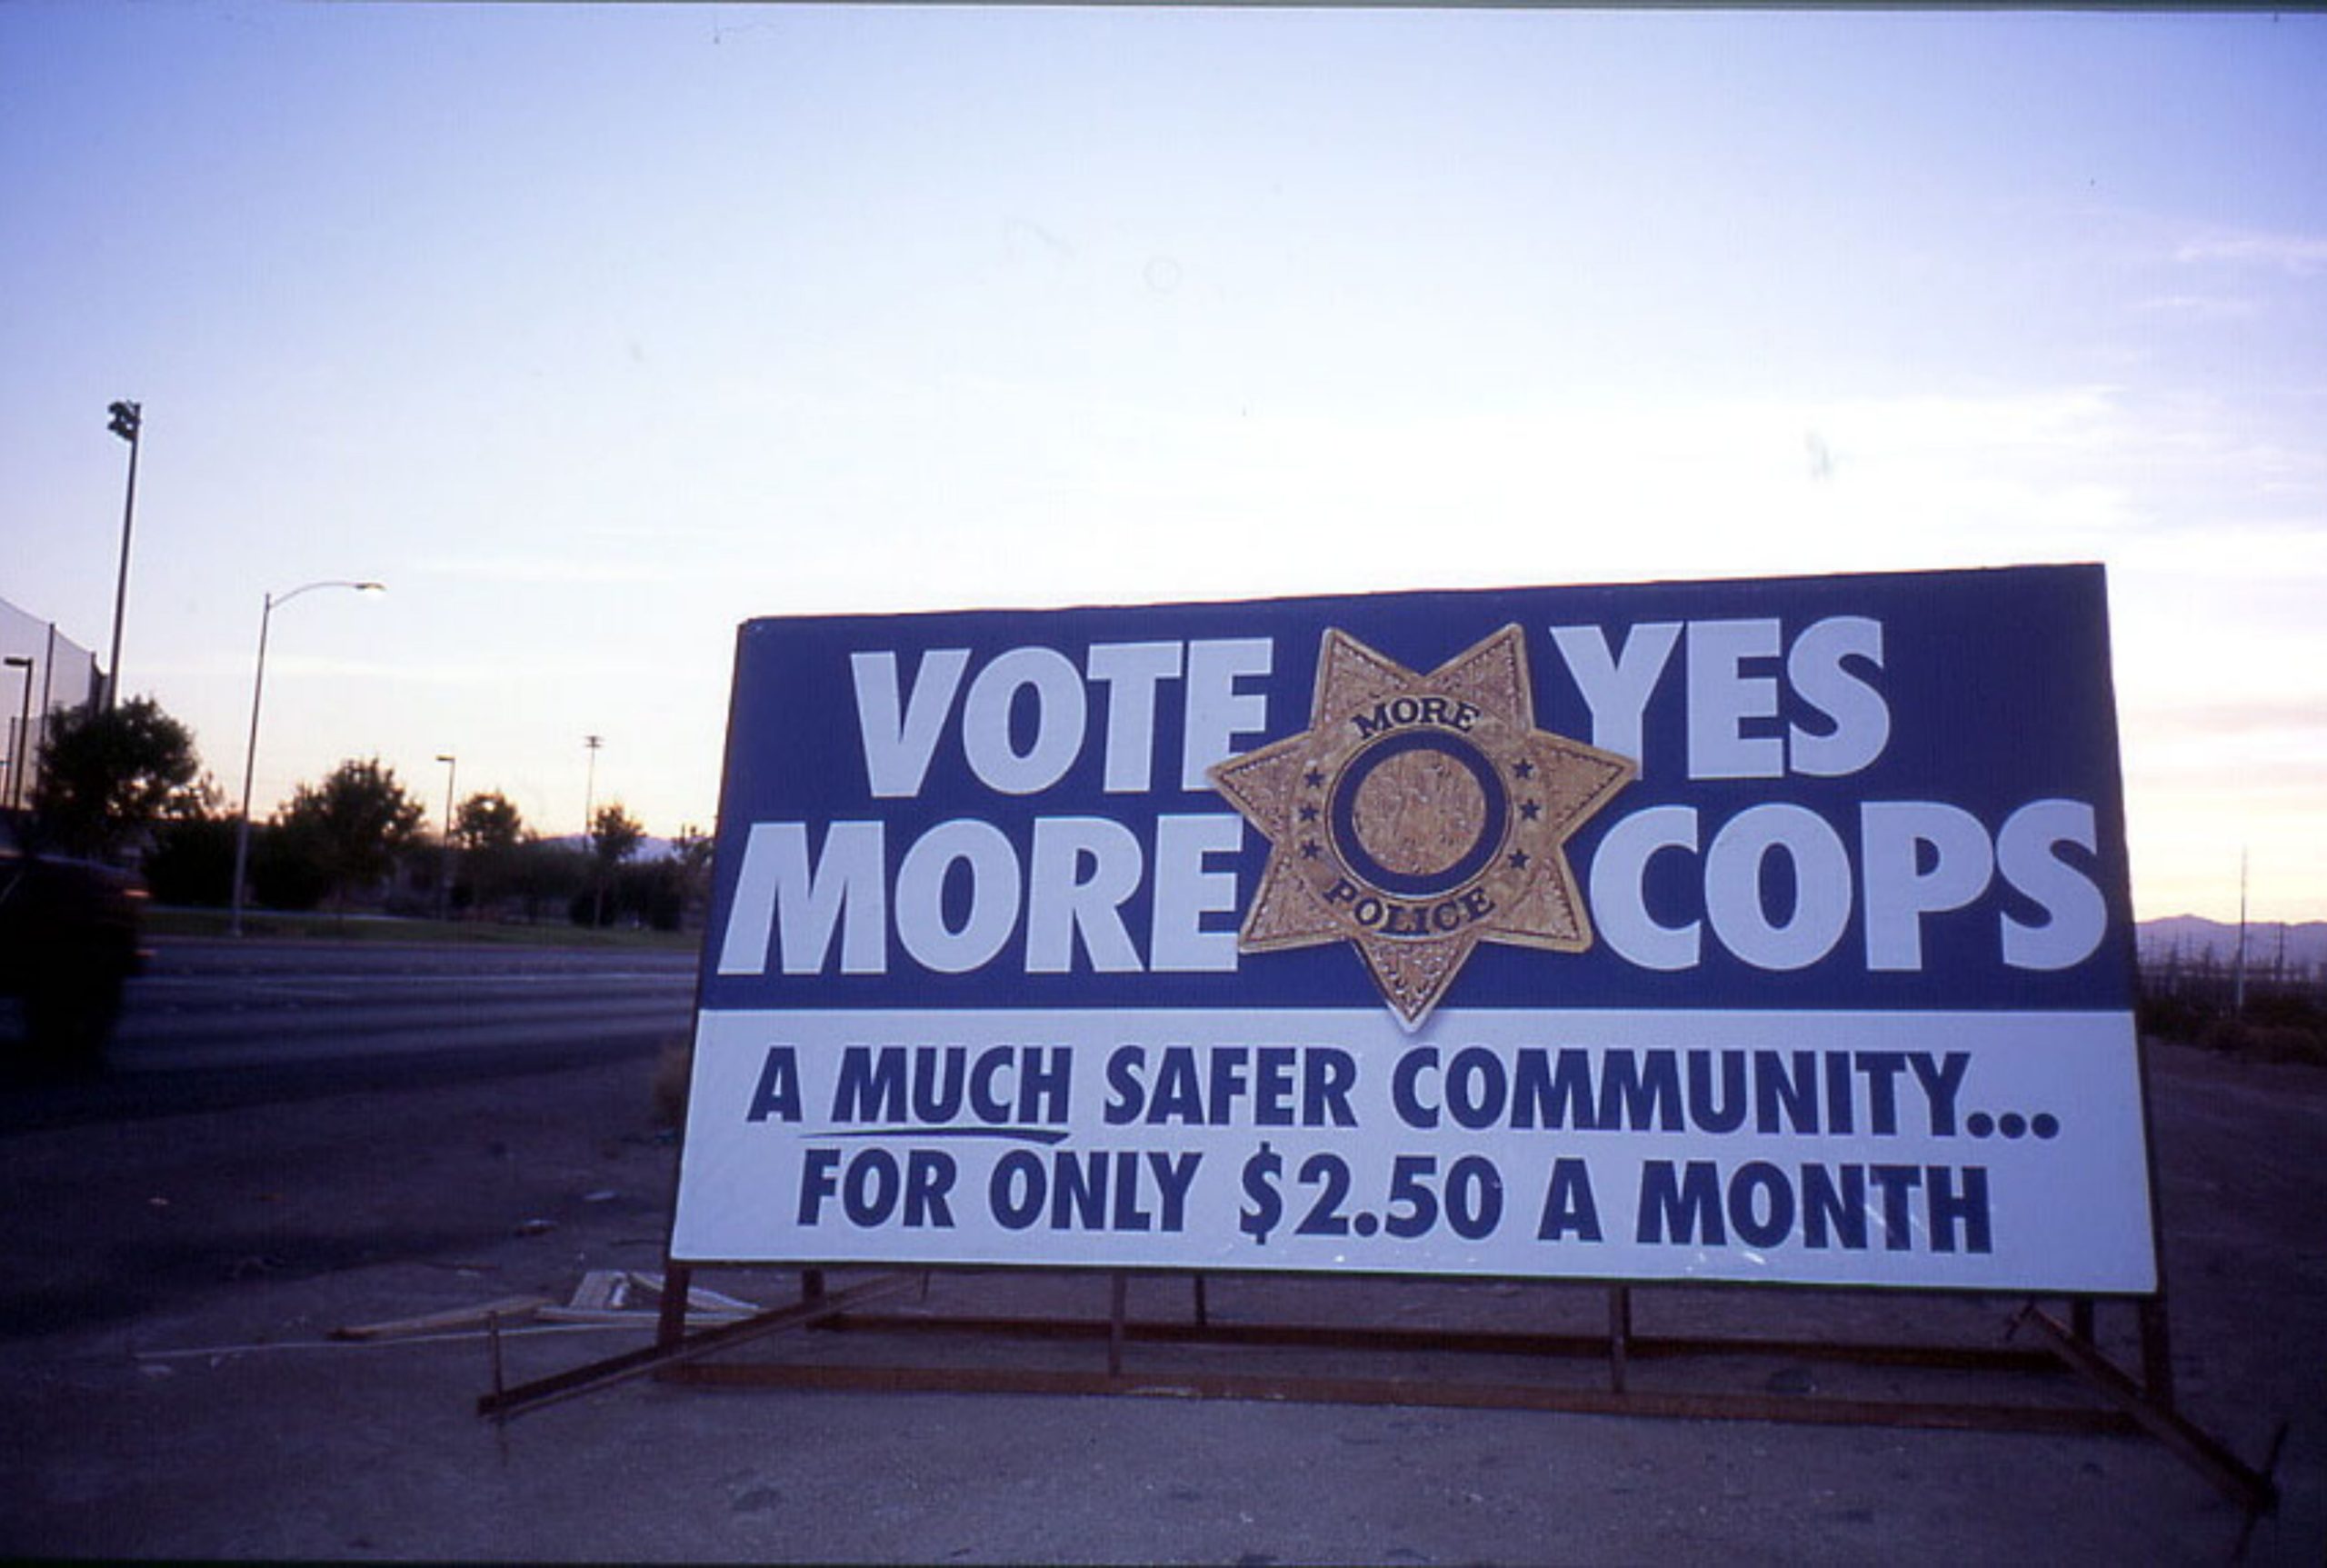 VOTE YES
MORE COPS
MORE
POLICE
A MUCH SAFER COMMUNITY...
FOR ONLY $2.50 A MONTH